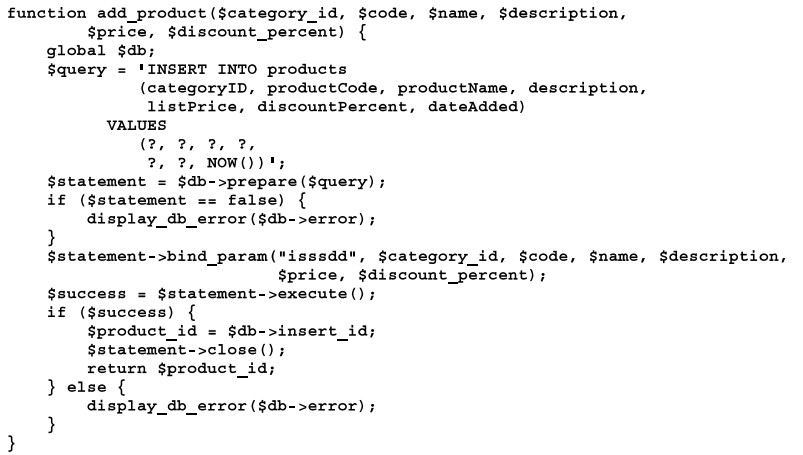 function add_product($category_id, $code, $name, $description,
        $price, $discount_percent) {
    global $db;
    $query = 'INSERT INTO products
             (categoryID, productCode, productName, description,
              listPrice, discountPercent, dateAdded)
          VALUES
             (?, ?, ?, ?,
              ?, ?, NOW())';
    $statement = $db->prepare($query);
    if ($statement == false) {
        display_db_error($db->error);
    }
    $statement->bind_param("isssdd", $category_id, $code, $name, $description,
                           $price, $discount_percent);
    $success = $statement->execute();
    if ($success) {
        $product_id = $db->insert_id;
        $statement->close();
        return $product_id;
    } else {
        display_db_error($db->error);
    }
}